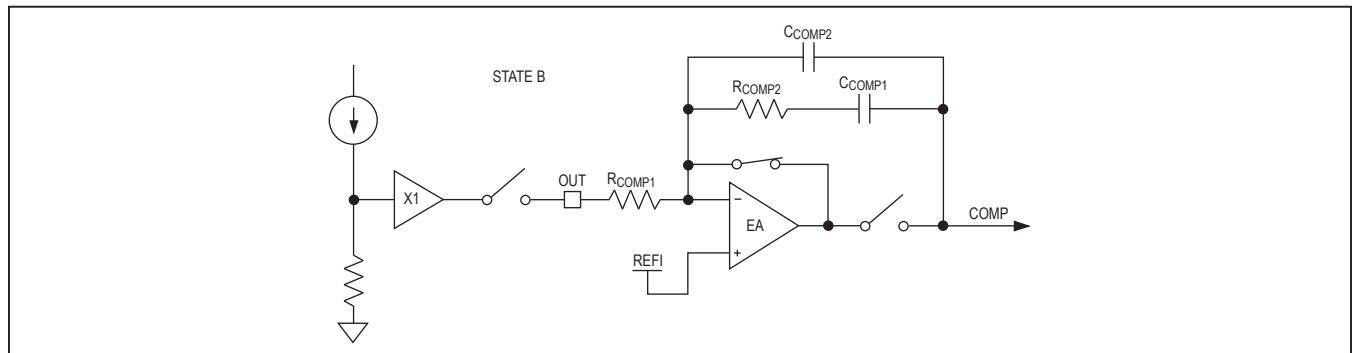 STATE B
CCOMP2
RCOMP2
CCOMP1
X1
OUT
RCOMP1
−
EA
+
REFI
COMP